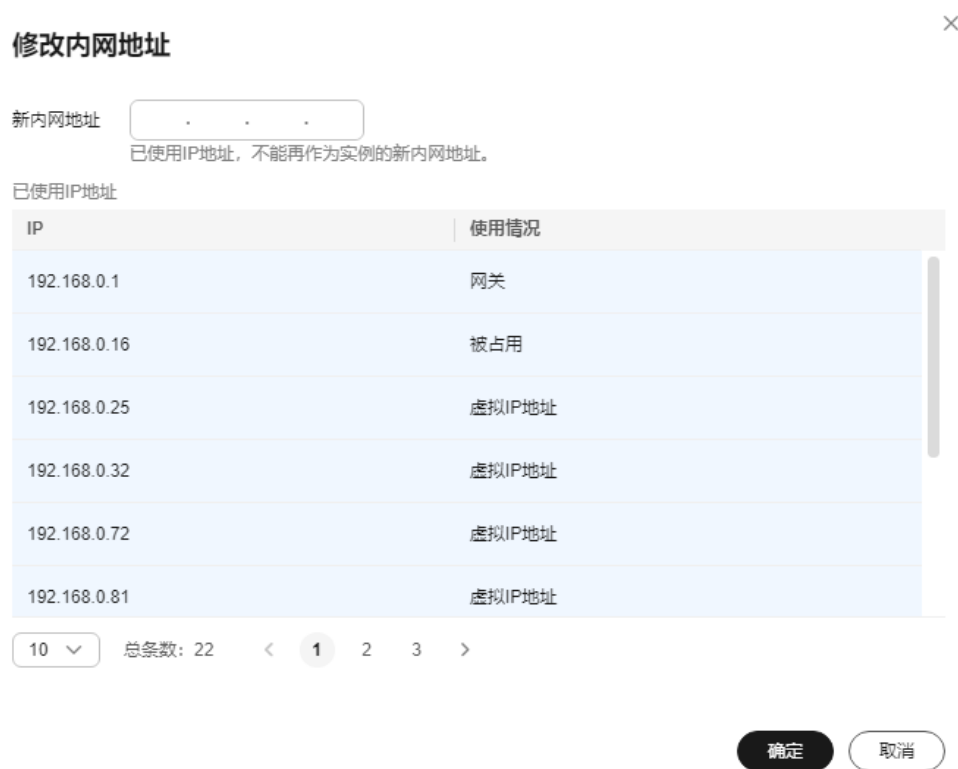 修改内网地址
新内网地址 . . .
已使用IP地址，不能再作为实例的新内网地址。
已使用IP地址
IP 使用情况
192.168.0.1 网关
192.168.0.16 被占用
192.168.0.25 虚拟IP地址
192.168.0.32 虚拟IP地址
192.168.0.72 虚拟IP地址
192.168.0.81 虚拟IP地址
10 总条数：22 < 1 2 3 >
确定 取消